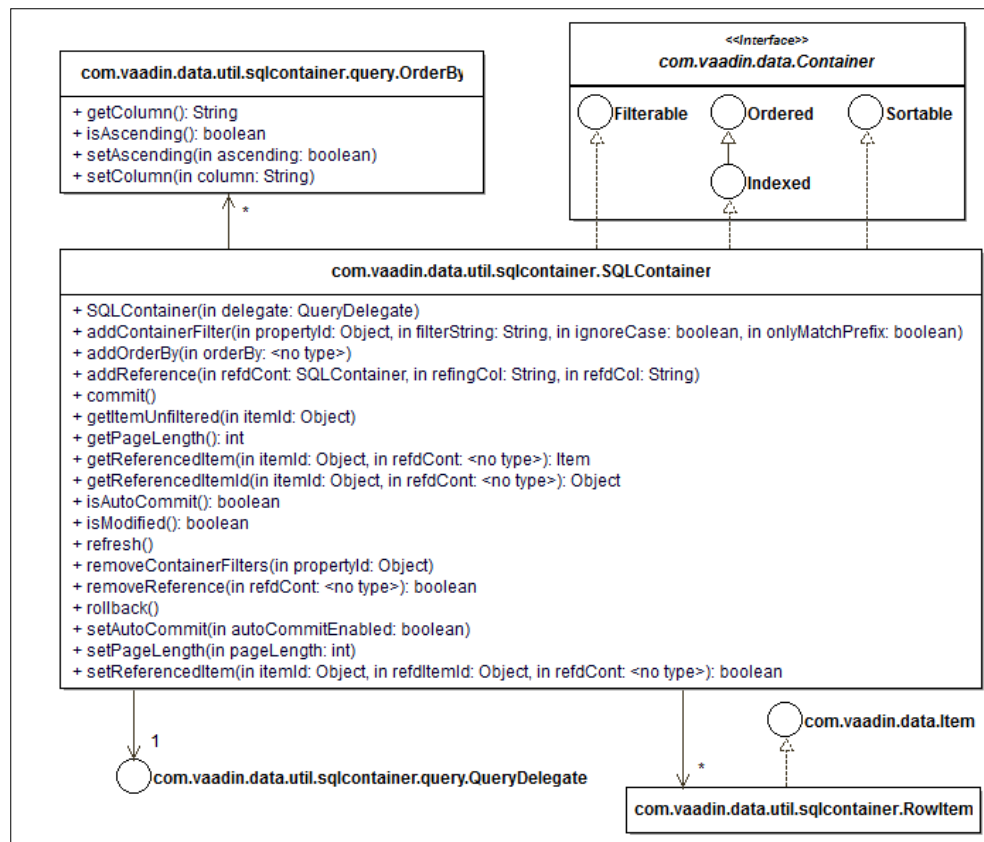 com.vaadin.data.util.sqlcontainer.query.OrderBy
+ getColumn(): String
+ isAscending(): boolean
+ setAscending(in ascending: boolean)
+ setColumn(in column: String)
*
<<Interface>>
com.vaadin.data.Container
Filterable
Ordered
Sortable
Indexed
com.vaadin.data.util.sqlcontainer.SQLContainer
+ SQLContainer(in delegate: QueryDelegate)
+ addContainerFilter(in propertyId: Object, in filterString: String, in ignoreCase: boolean, in onlyMatchPrefix: boolean)
+ addOrderBy(in orderBy: <no type>)
+ addReference(in refdCont: SQLContainer, in refingCol: String, in refdCol: String)
+ commit()
+ getItemUnfiltered(in itemId: Object)
+ getPageLength(): int
+ getReferencedItem(in itemId: Object, in refdCont: <no type>): Item
+ getReferencedItemId(in itemId: Object, in refdCont: <no type>): Object
+ isAutoCommit(): boolean
+ isModified(): boolean
+ refresh()
+ removeContainerFilters(in propertyId: Object)
+ removeReference(in refdCont: <no type>): boolean
+ rollback()
+ setAutoCommit(in autoCommitEnabled: boolean)
+ setPageLength(in pageLength: int)
+ setReferencedItem(in itemId: Object, in refdItemId: Object, in refdCont: <no type>): boolean
1
com.vaadin.data.util.sqlcontainer.query.QueryDelegate
com.vaadin.data.Item
*
com.vaadin.data.util.sqlcontainer.RowItem